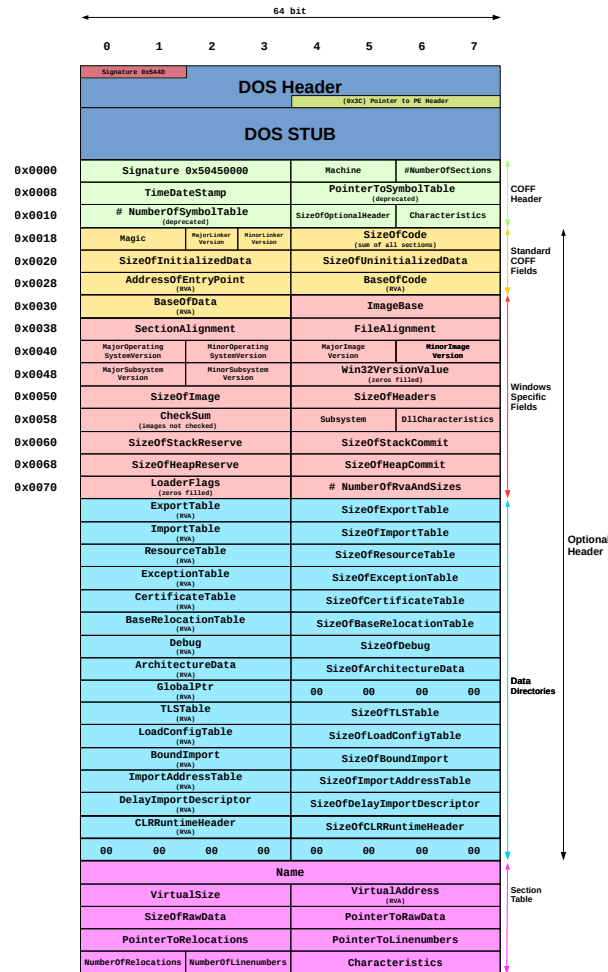 64 bit
0 1 2 3 4 5 6 7
Signature 0x5A4D
DOS Header
(0x3C) Pointer to PE Header
DOS STUB
0x0000 Signature 0x50450000 Machine #NumberOfSections
0x0008 TimeDateStamp PointerToSymbolTable
(deprecated)
0x0010 # NumberOfSymbolTable SizeOfOptionalHeader Characteristics
(deprecated)
COFF
Header
0x0018 Magic MajorLinker MinorLinker SizeOfCode
Version Version (sum of all sections)
0x0020 SizeOfInitializedData SizeOfUninitializedData
0x0028 AddressOfEntryPoint BaseOfCode
(RVA) (RVA)
Standard
COFF
Fields
0x0030 BaseOfData ImageBase
(RVA)
0x0038 SectionAlignment FileAlignment
0x0040 MajorOperating MinorOperating MajorImage MinorImage
SystemVersion SystemVersion Version Version
0x0048 MajorSubsystem MinorSubsystem Win32VersionValue
Version Version (zeros filled)
0x0050 SizeOfImage SizeOfHeaders
0x0058 CheckSum Subsystem DllCharacteristics
(images not checked)
0x0060 SizeOfStackReserve SizeOfStackCommit
0x0068 SizeOfHeapReserve SizeOfHeapCommit
0x0070 LoaderFlags # NumberOfRvaAndSizes
(zeros filled)
Windows
Specific
Fields
ExportTable SizeOfExportTable
(RVA)
ImportTable SizeOfImportTable
(RVA)
ResourceTable SizeOfResourceTable
(RVA)
ExceptionTable SizeOfExceptionTable
(RVA)
CertificateTable SizeOfCertificateTable
(RVA)
BaseRelocationTable SizeOfBaseRelocationTable
(RVA)
Debug SizeOfDebug
(RVA)
ArchitectureData SizeOfArchitectureData
(RVA)
GlobalPtr 00 00 00 00
(RVA)
TLSTable SizeOfTLSTable
(RVA)
LoadConfigTable SizeOfLoadConfigTable
(RVA)
BoundImport SizeOfBoundImport
(RVA)
ImportAddressTable SizeOfImportAddressTable
(RVA)
DelayImportDescriptor SizeOfDelayImportDescriptor
(RVA)
CLRRuntimeHeader SizeOfCLRRuntimeHeader
(RVA)
00 00 00 00 00 00 00 00
Data
Directories
Optional
Header
Name
VirtualSize VirtualAddress
(RVA)
SizeOfRawData PointerToRawData
PointerToRelocations PointerToLinenumbers
NumberOfRelocations NumberOfLinenumbers Characteristics
Section
Table